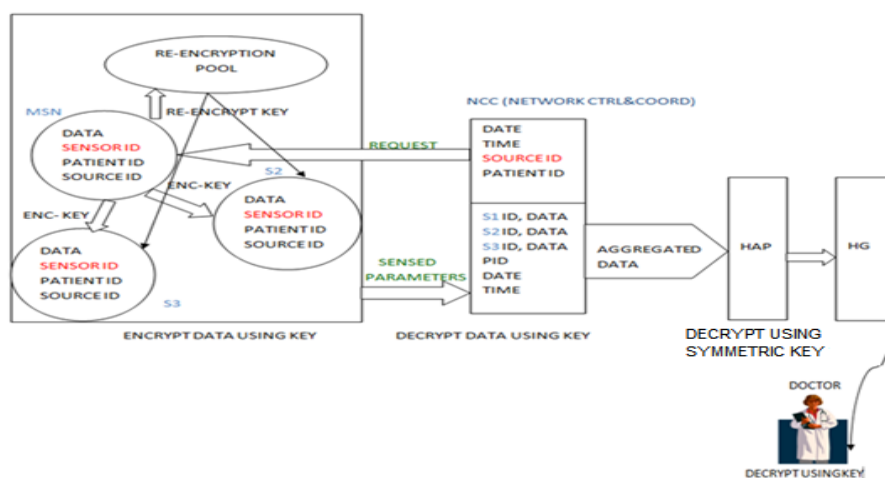 RE-ENCRYPTION
POOL
MSN
RE-ENCRYPT KEY
DATA
SENSOR ID
PATIENT ID
SOURCE ID
ENC-KEY
S2
DATA
SENSOR ID
PATIENT ID
SOURCE ID
ENC- KEY
DATA
SENSOR ID
PATIENT ID
SOURCE ID
S3
ENCRYPT DATA USING KEY
REQUEST
SENSED
PARAMETERS
NCC (NETWORK CTRL&COORD)
DATE
TIME
SOURCE ID
PATIENT ID
S1 ID, DATA
S2 ID, DATA
S3 ID, DATA
PID
DATE
TIME
DECRYPT DATA USING KEY
AGGREGATED
DATA
HAP
HG
DECRYPT USING
SYMMETRIC KEY
DOCTOR
DECRYPT USINGKEY